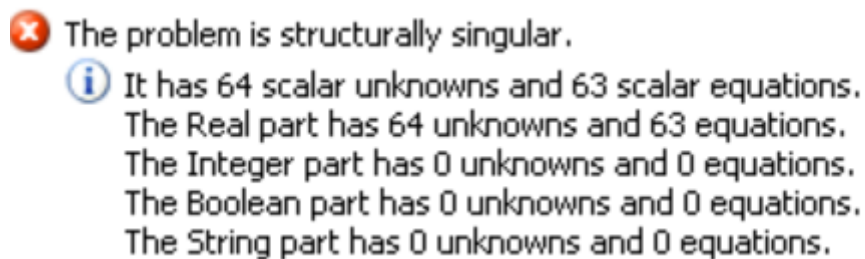 The problem is structurally singular.
It has 64 scalar unknowns and 63 scalar equations.
The Real part has 64 unknowns and 63 equations.
The Integer part has 0 unknowns and 0 equations.
The Boolean part has 0 unknowns and 0 equations.
The String part has 0 unknowns and 0 equations.